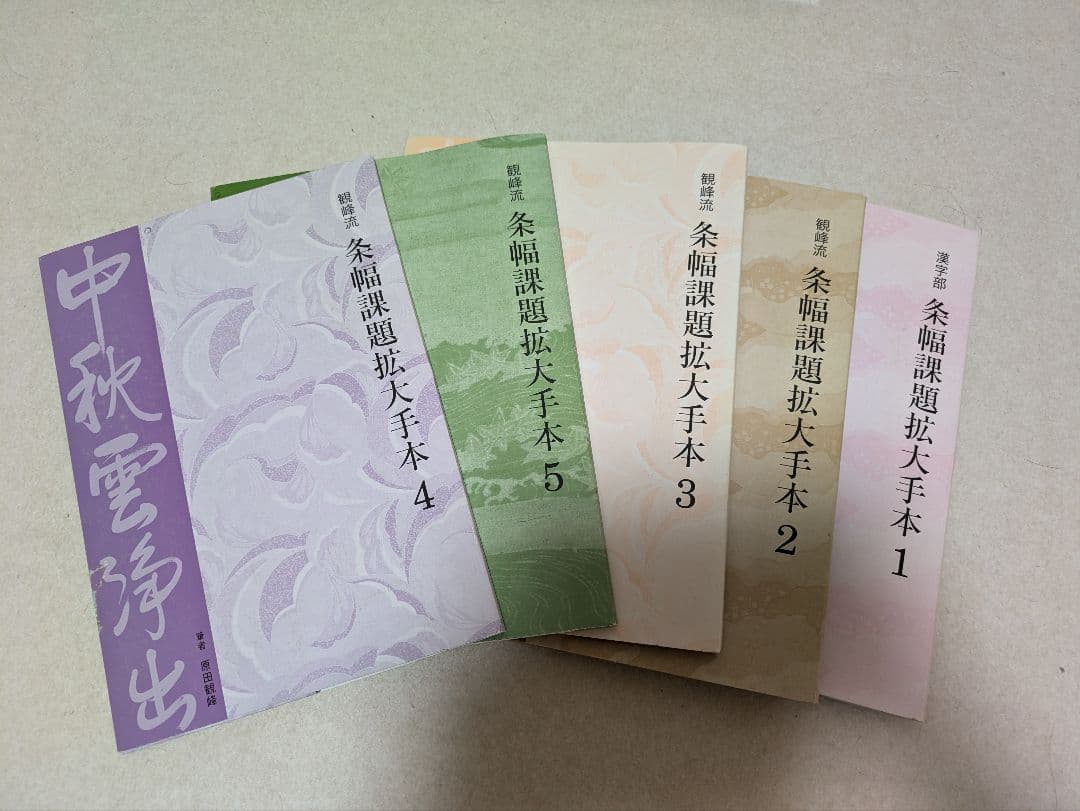 中秋雲浄出
筆者 原田観峰
観峰流
条幅課題拡大手本 4
観峰流
条幅課題拡大手本 5
観峰流
条幅課題拡大手本 3
観峰流
条幅課題拡大手本 2
漢字部
条幅課題拡大手本 1